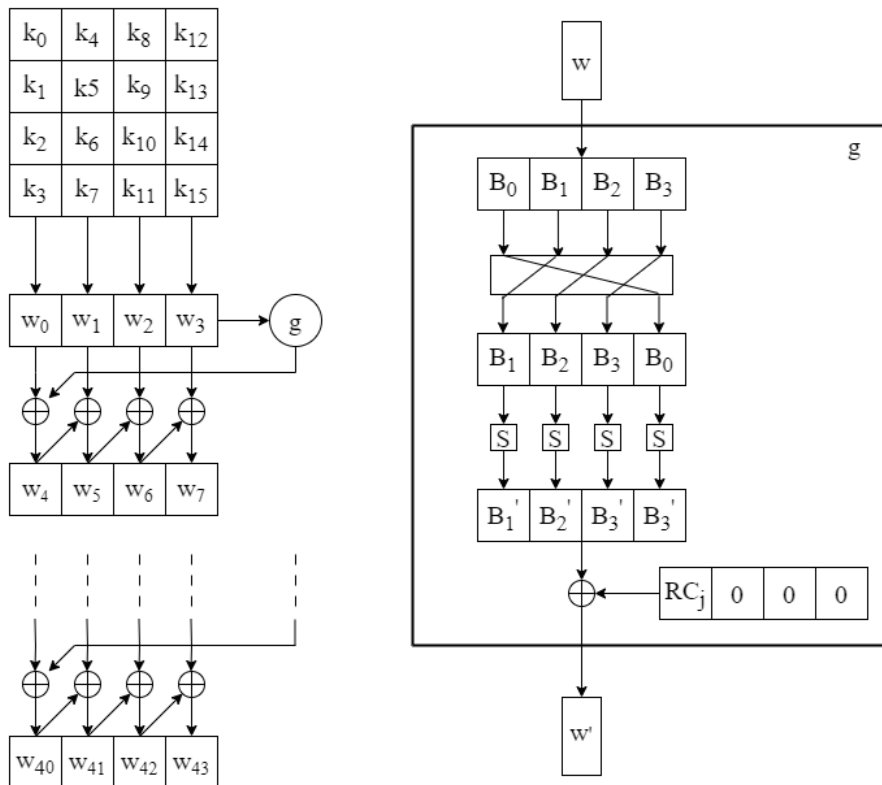 k0 k4 k8 k12
k1 k5 k9 k13
k2 k6 k10 k14
k3 k7 k11 k15
w0 w1 w2 w3 g
w4 w5 w6 w7
w40 w41 w42 w43
w
g
B0 B1 B2 B3
B1 B2 B3 B0
S S S S
B1' B2' B3' B3'
RCj 0 0 0
w'